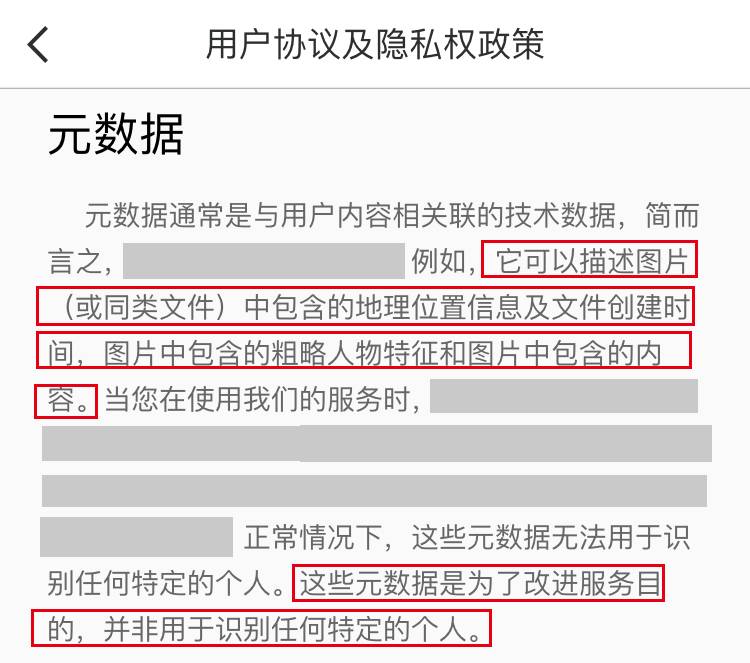 用户协议及隐私权政策
元数据
元数据通常是与用户内容相关联的技术数据，简而
言之，例如，它可以描述图片
（或同类文件）中包含的地理位置信息及文件创建时
间，图片中包含的粗略人物特征和图片中包含的内
容。当您在使用我们的服务时，
正常情况下，这些元数据无法用于识
别任何特定的个人。这些元数据是为了改进服务目
的，并非用于识别任何特定的个人。